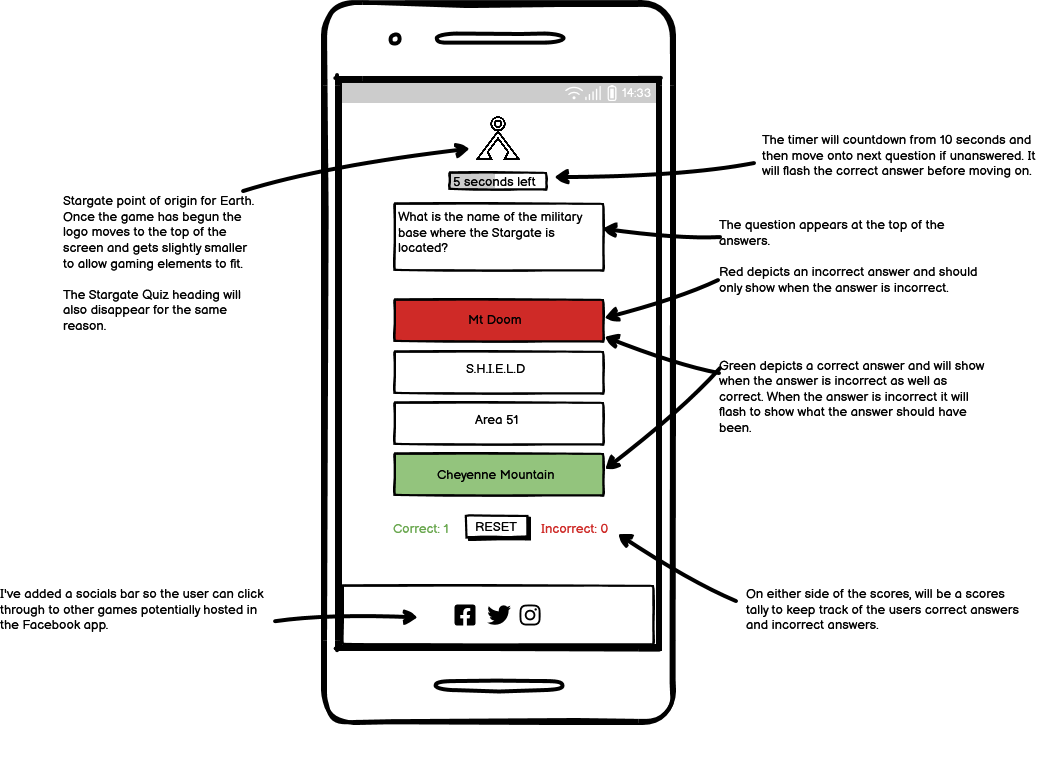 14:33
The timer will countdown from 10 seconds and
then move onto next question if unanswered. It
will flash the correct answer before moving on.
5 seconds left
Stargate point of origin for Earth.
Once the game has begun the
logo moves to the top of the
screen and gets slightly smaller
to allow gaming elements to fit.
The Stargate Quiz heading will
also disappear for the same
reason.
What is the name of the military
base where the Stargate is
located?
The question appears at the top of the
answers.
Red depicts an incorrect answer and should
only show when the answer is incorrect.
Mt Doom
S.H.I.E.L.D
Area 51
Cheyenne Mountain
Green depicts a correct answer and will show
when the answer is incorrect as well as
correct. When the answer is incorrect it will
flash to show what the answer should have
been.
Correct: 1 RESET Incorrect: 0
I've added a socials bar so the user can click
through to other games potentially hosted in
the Facebook app.
On either side of the scores, will be a scores
tally to keep track of the users correct answers
and incorrect answers.